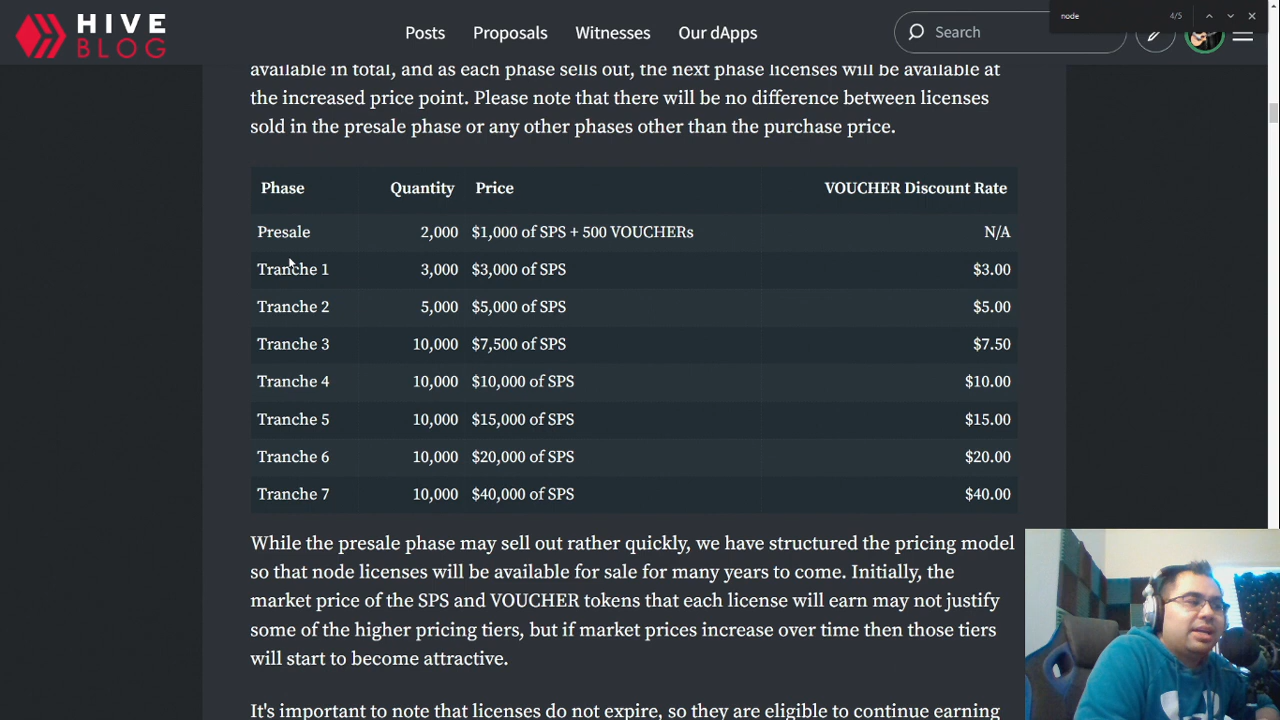 HIVE
BLOG
Posts
Proposals
Witnesses
Our dApps
Search
node
4/5
available in total, and as each phase sells out, the next phase licenses will be available at
the increased price point. Please note that there will be no difference between licenses
sold in the presale phase or any other phases other than the purchase price.
Phase Quantity Price VOUCHER Discount Rate
Presale 2,000 $1,000 of SPS + 500 VOUCHERs N/A
Tranche 1 3,000 $3,000 of SPS $3.00
Tranche 2 5,000 $5,000 of SPS $5.00
Tranche 3 10,000 $7,500 of SPS $7.50
Tranche 4 10,000 $10,000 of SPS $10.00
Tranche 5 10,000 $15,000 of SPS $15.00
Tranche 6 10,000 $20,000 of SPS $20.00
Tranche 7 10,000 $40,000 of SPS $40.00
While the presale phase may sell out rather quickly, we have structured the pricing model
so that node licenses will be available for sale for many years to come. Initially, the
market price of the SPS and VOUCHER tokens that each license will earn may not justify
some of the higher pricing tiers, but if market prices increase over time then those tiers
will start to become attractive.
It's important to note that licenses do not expire, so they are eligible to continue earning